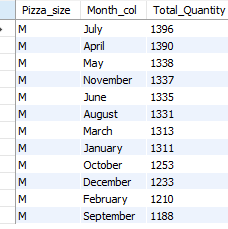 Pizza_size Month_col Total_Quantity
M July 1396
M April 1390
M May 1338
M November 1337
M June 1335
M August 1331
M March 1313
M January 1311
M October 1253
M December 1233
M February 1210
M September 1188